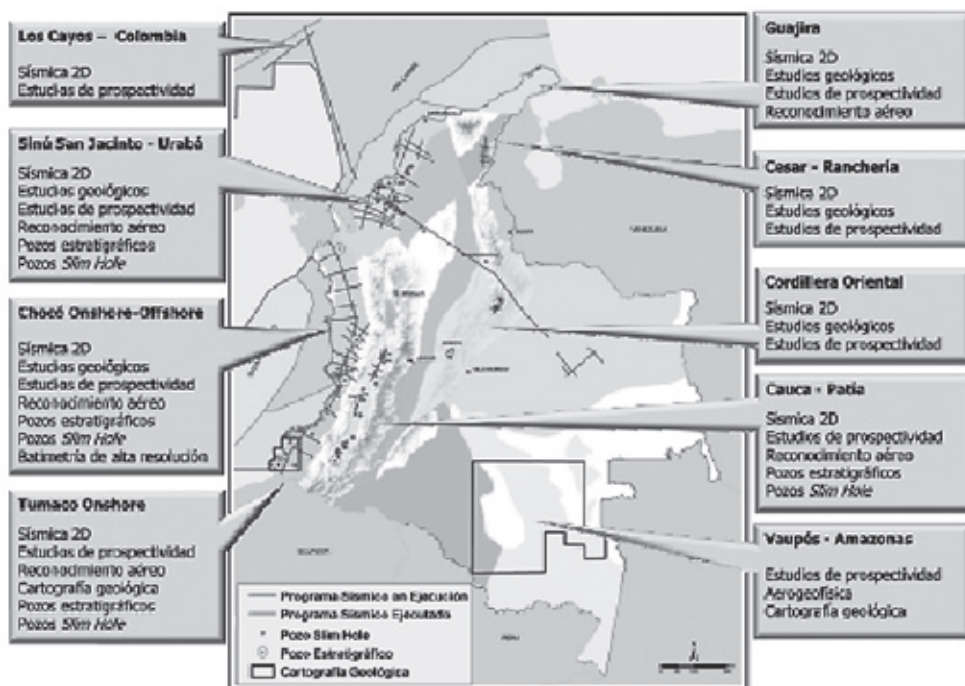 Los Cayos – Colombia
Sísmica 2D
Estudios de prospectividad
Sinú San Jacinto - Urabá
Sísmica 2D
Estudios geológicos
Estudios de prospectividad
Reconocimiento aéreo
Pozos estratigráficos
Pozos Slim Hole
Chocó Onshore-Offshore
Sísmica 2D
Estudios geológicos
Estudios de prospectividad
Reconocimiento aéreo
Pozos estratigráficos
Pozos Slim Hole
Batimetría de alta resolución
Tumaco Onshore
Sísmica 2D
Estudios de prospectividad
Reconocimiento aéreo
Cartografía geológica
Pozos estratigráficos
Pozos Slim Hole
Guajira
Sísmica 2D
Estudios geológicos
Estudios de prospectividad
Reconocimiento aéreo
Cesar - Ranchería
Sísmica 2D
Estudios geológicos
Estudios de prospectividad
Cordillera Oriental
Sísmica 2D
Estudios geológicos
Estudios de prospectividad
Cauca - Patía
Sísmica 2D
Estudios de prospectividad
Reconocimiento aéreo
Pozos estratigráficos
Pozos Slim Hole
Vaupés - Amazonas
Estudios de prospectividad
Aerogeofísica
Cartografía geológica
VENEZUELA
PERU
Programa Sísmico en Ejecución
Programa Sísmico Ejecutado
Pozo Slim Hole
Pozo Estratigráfico
Cartografía Geológica